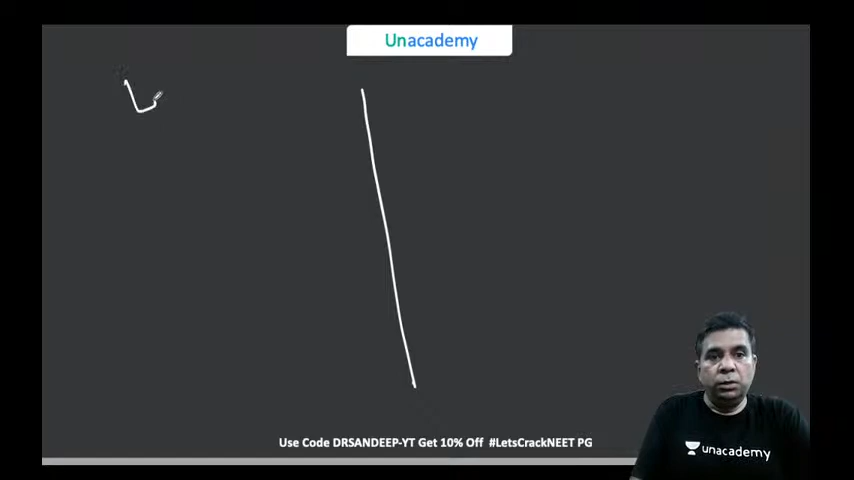 Unacademy
unacademy
Use Code DRSANDEEP-YT Get 10% Off #LetsCrackNEET PG